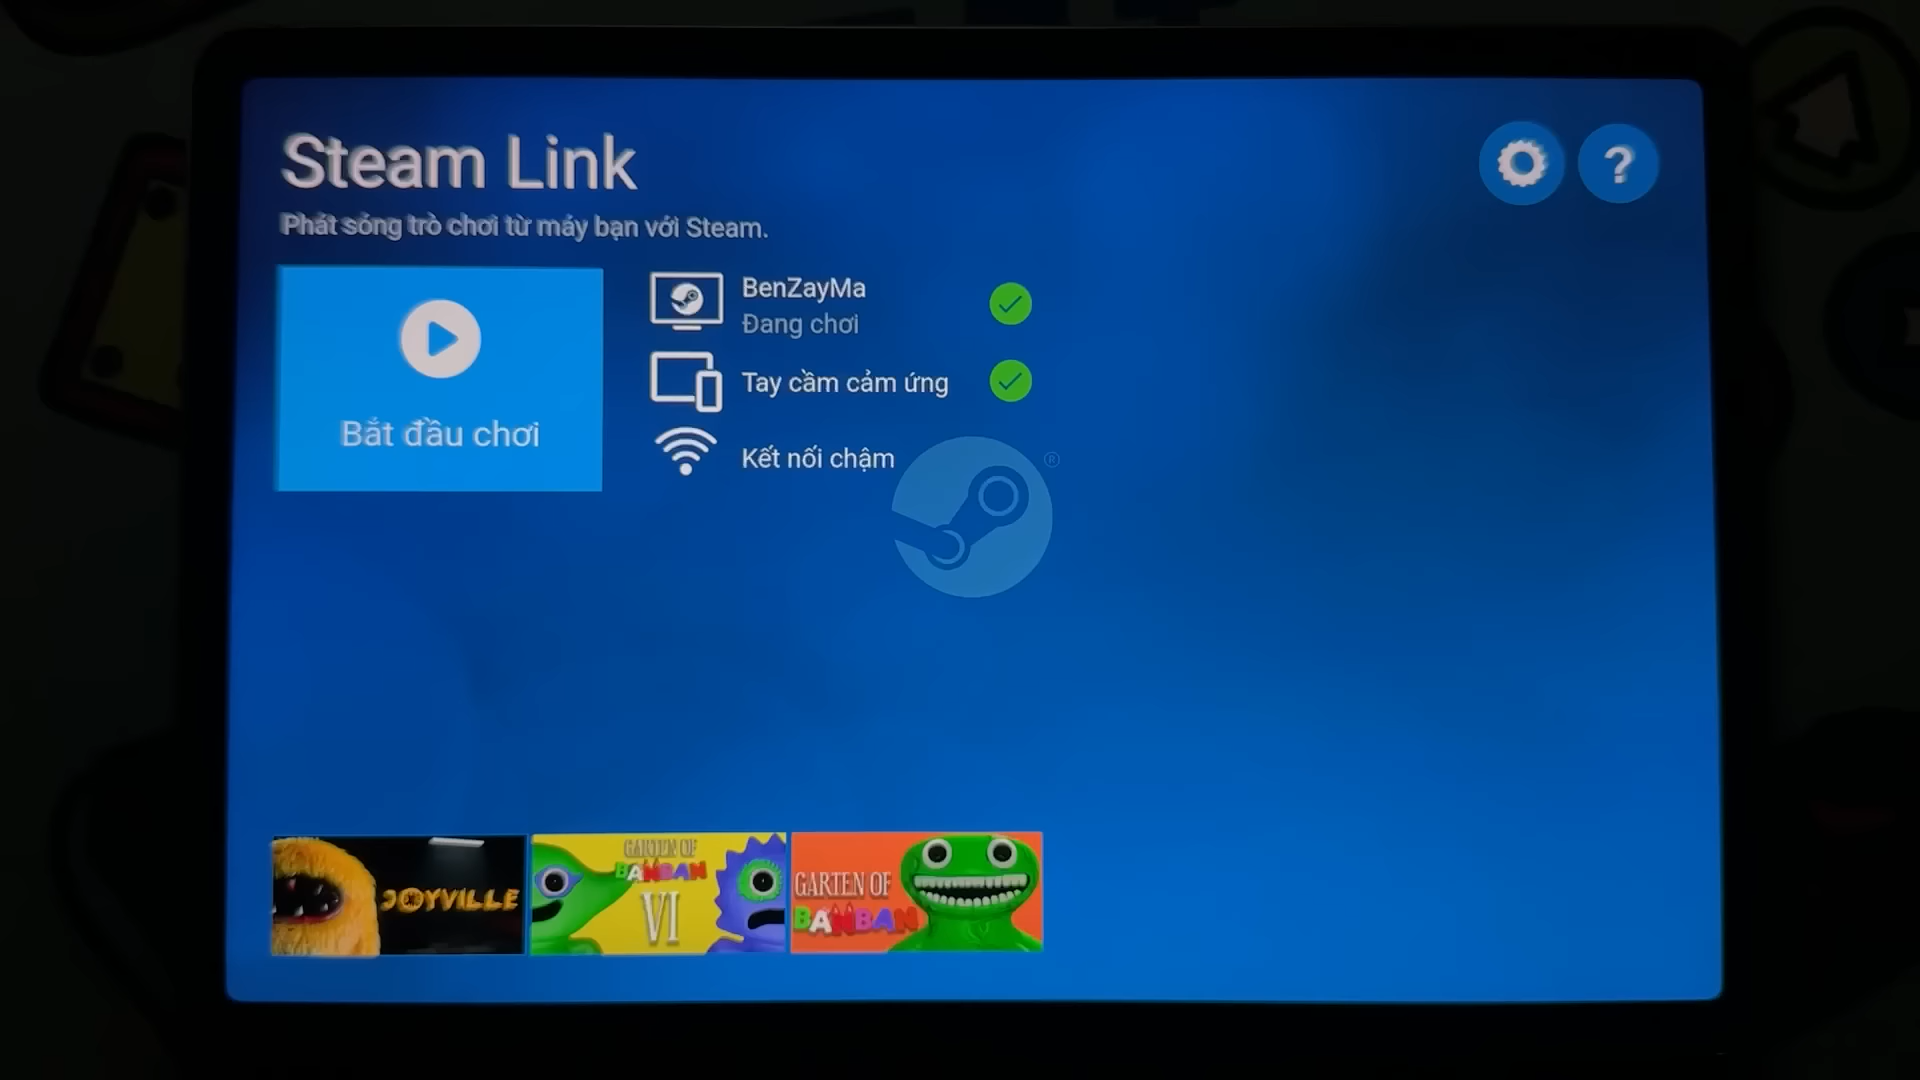 Steam Link
Phát sóng trò chơi từ máy bạn với Steam.
?
Bắt đầu chơi
BenZayMa
Đang chơi
Tay cầm cảm ứng
Kết nối chậm
®
JOYVILLE
GARTEN OF
BANBAN
VI
GARTEN OF
BANBAN